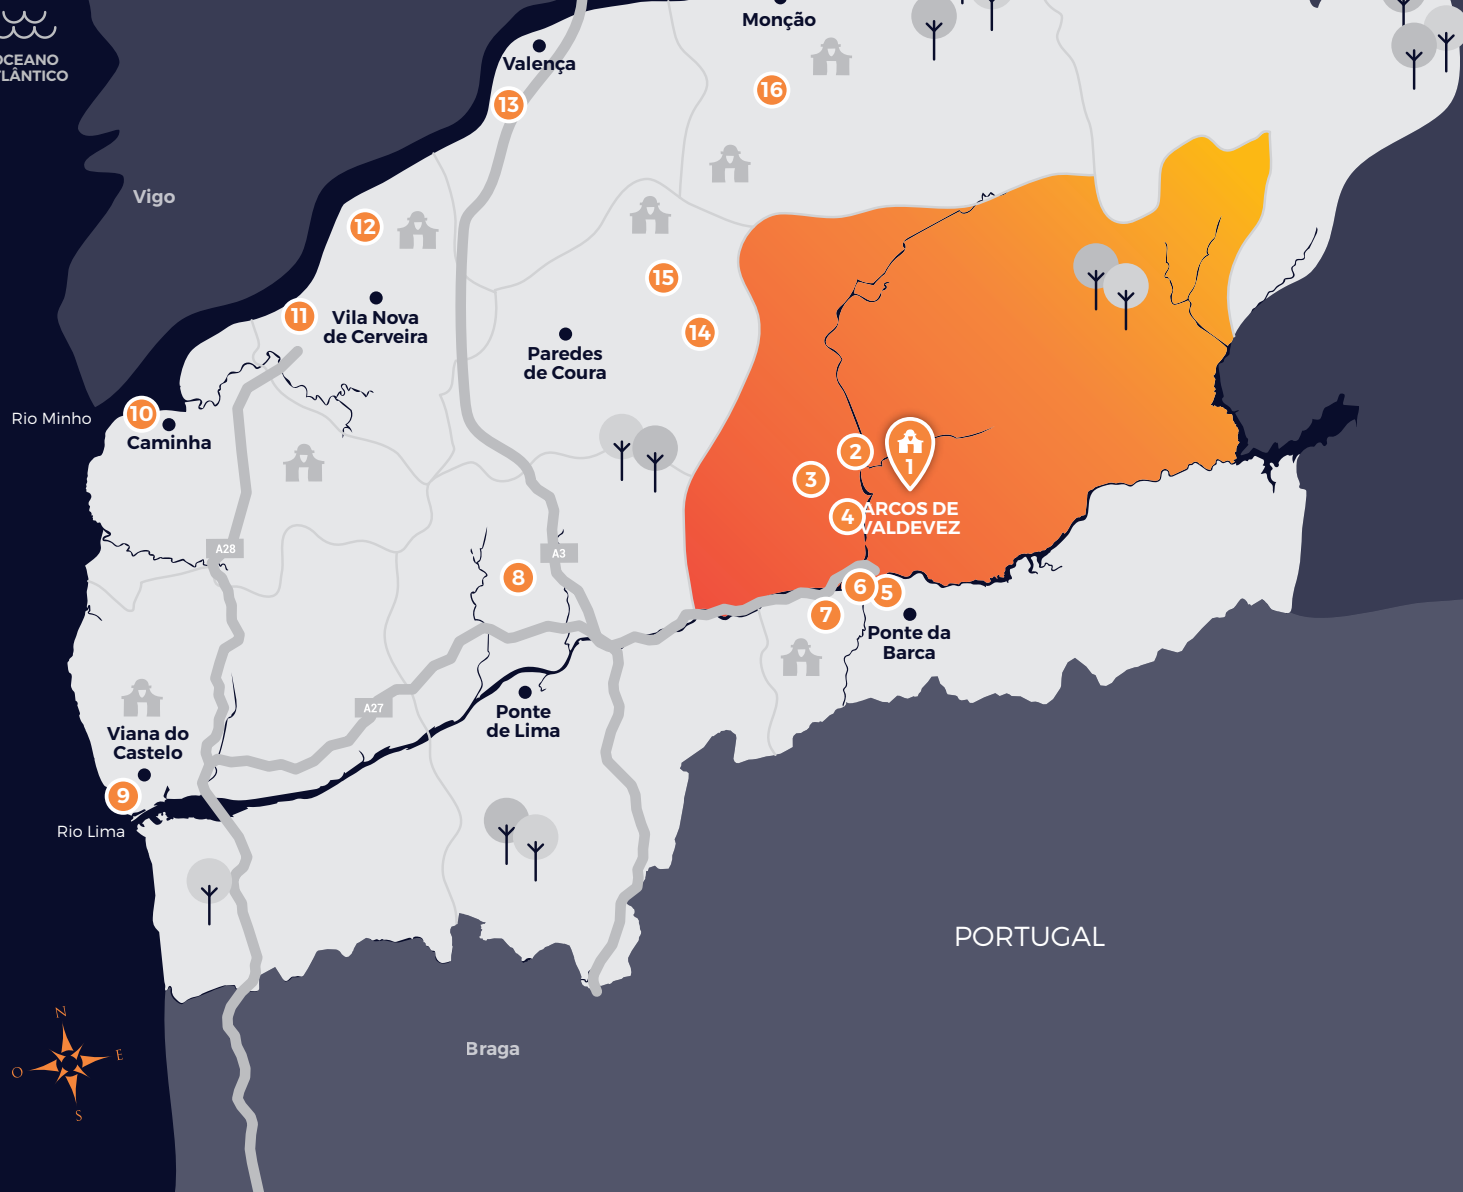 Monção
OCEANO
ATLÂNTICO
Valença
16
13
Vigo
12
15
11
Vila Nova
de Cerveira
14
Paredes
de Coura
Rio Minho
10
Caminha
2
1
3
4
ARCOS DE
VALDEVEZ
A28
A3
8
6
5
7
Ponte da
Barca
A27
Ponte
de Lima
Viana do
Castelo
9
Rio Lima
PORTUGAL
Braga
N
E
O
S